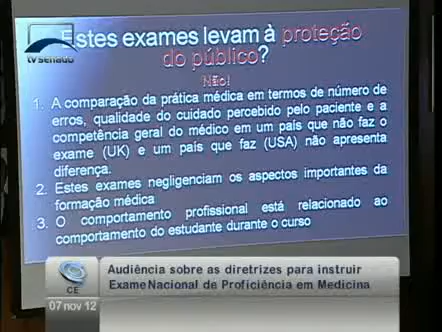 Estes exames levam à proteção
do público?
tv senado
Não!
1. A comparação da prática médica em termos de número de
erros, qualidade do cuidado percebido pelo paciente e a
competência geral do médico em um país que não faz o
exame (UK) e um país que faz (USA) não apresenta
diferença.
2. Estes exames negligenciam os aspectos importantes da
formação médica
3. O comportamento profissional está relacionado ao
comportamento do estudante durante o curso
CE
07 nov 12
Audiência sobre as diretrizes para instruir
Exame Nacional de Proficiência em Medicina